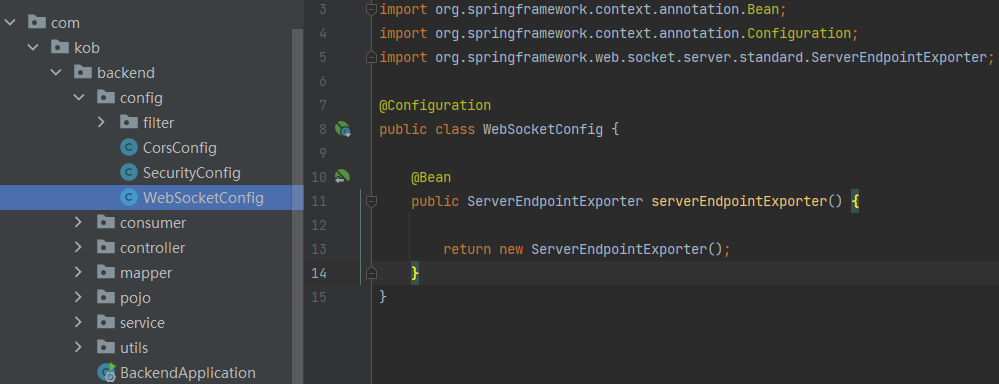 com
kob
backend
config
filter
CorsConfig
SecurityConfig
WebSocketConfig
consumer
controller
mapper
pojo
service
utils
BackendApplication
3 import org.springframework.context.annotation.Bean;
4 import org.springframework.context.annotation.Configuration;
5 import org.springframework.web.socket.server.standard.ServerEndpointExporter;
6
7 @Configuration
8 public class WebSocketConfig {
9
10 @Bean
11 public ServerEndpointExporter serverEndpointExporter() {
12
13 return new ServerEndpointExporter();
14 }
15 }